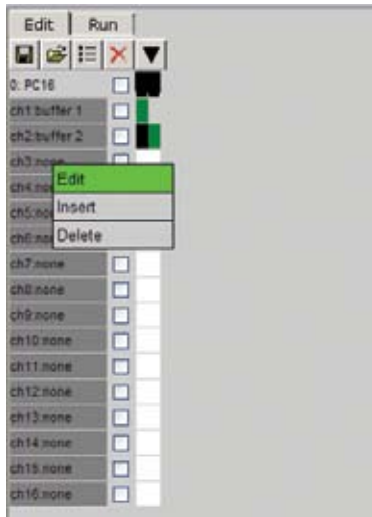 Edit Run
0: PC16
ch1:buffer 1
ch2:buffer 2
ch3:none
Edit
Insert
Delete
ch7:none
ch8:none
ch9:none
ch10:none
ch11:none
ch12:none
ch13:none
ch14:none
ch15:none
ch16:none